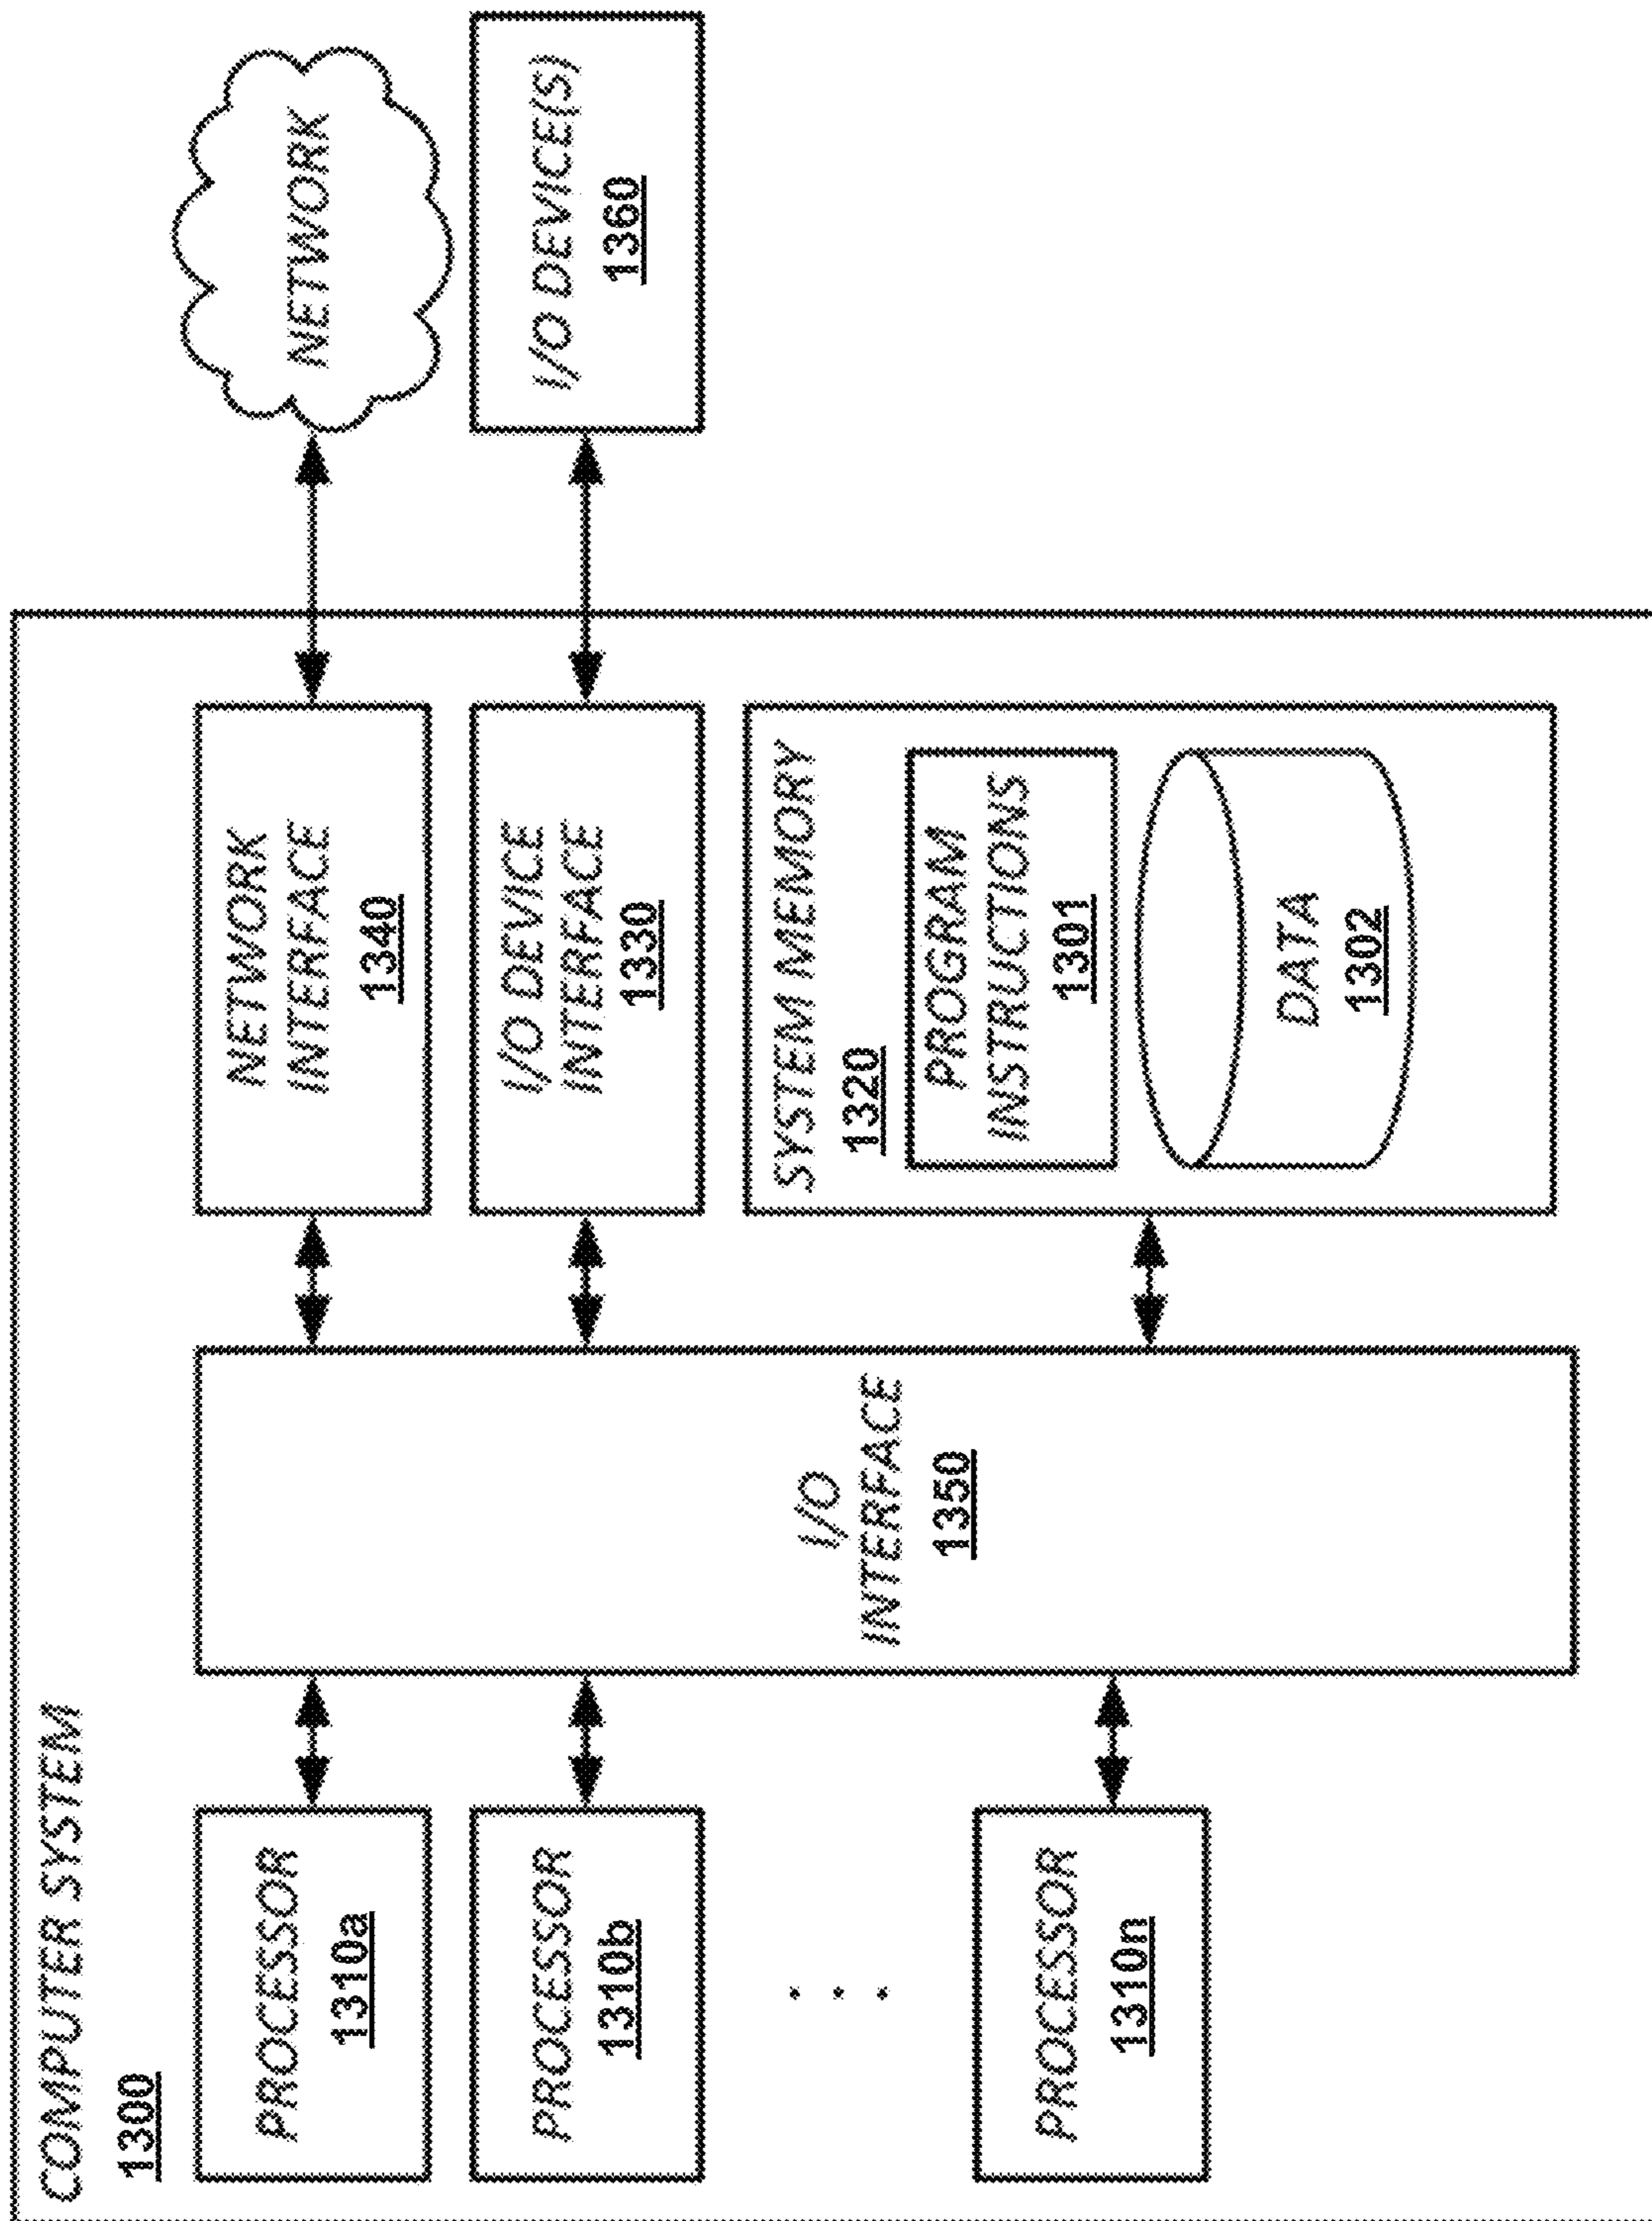 COMPUTER SYSTEM
1300
PROCESSOR
1310a
PROCESSOR
1310b
. . .
PROCESSOR
1310n
I/O
INTERFACE
1350
NETWORK
INTERFACE
1340
I/O DEVICE
INTERFACE
1330
SYSTEM MEMORY
1320
PROGRAM
INSTRUCTIONS
1301
DATA
1302
NETWORK
I/O DEVICE(S)
1360